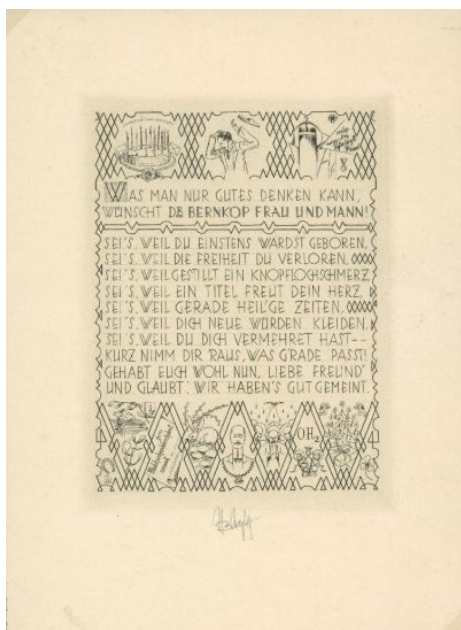 WAS MAN NUR GUTES DENKEN KANN,
WÜNSCHT DE BERNKOP FRAU UND MANN!
SEI'S, WEIL DU EINSTENS WARDST GEBOREN,
SEI'S, WEIL DIE FREIHEIT DU VERLOREN,
SEI'S, WEIL GESTILLT EIN KNOPFLOCHSCHMERZ,
SEI'S, WEIL EIN TITEL FREUT DEIN HERZ,
SEI'S, WEIL GERADE HEIL'GE ZEITEN,
SEI'S, WEIL DICH NEUE WÜRDEN KLEIDEN,
SEI'S, WEIL DU DICH VERMEHRET HAST--
KURZ NIMM DIR RAUS, WAS GRADE PASST!
GEHABT EUCH WOHL NUN, LIEBE FREUND'
UND GLAUBT: WIR HABEN'S GUT GEMEINT.
OH₂